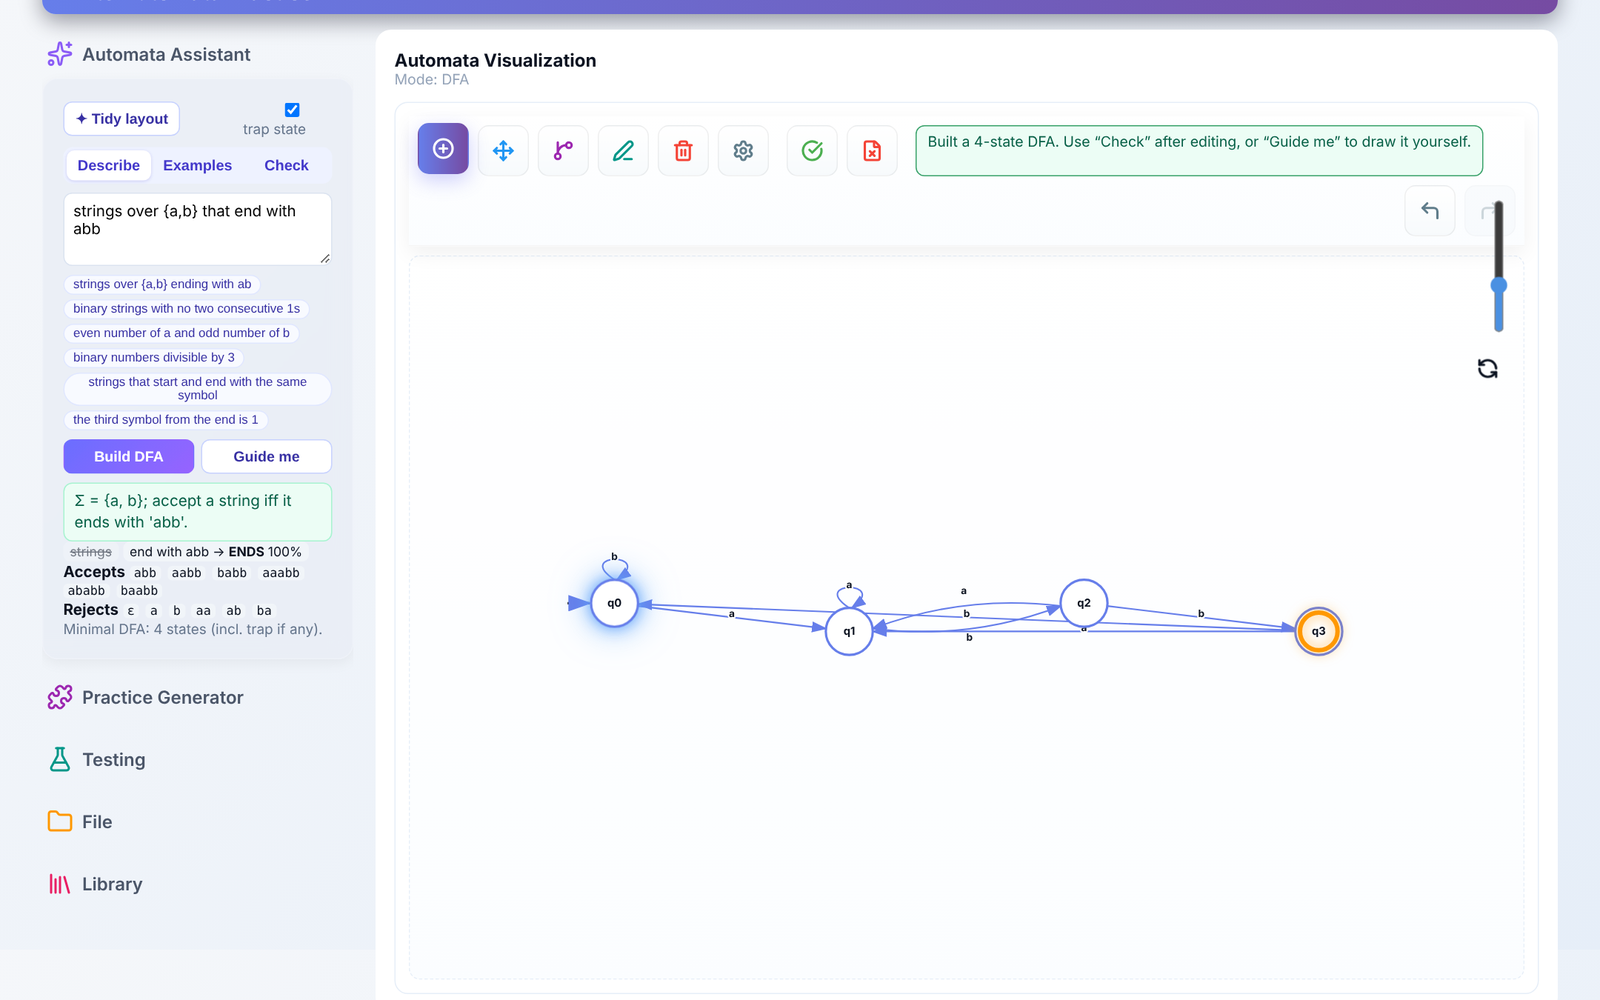 Automata Assistant
✦ Tidy layout
trap state
Describe Examples Check
strings over {a,b} that end with
abb
strings over {a,b} ending with ab
binary strings with no two consecutive 1s
even number of a and odd number of b
binary numbers divisible by 3
strings that start and end with the same
symbol
the third symbol from the end is 1
Build DFA Guide me
Σ = {a, b}; accept a string iff it
ends with 'abb'.
strings end with abb → ENDS 100%
Accepts abb aabb babb aaabb
ababb baabb
Rejects ε a b aa ab ba
Minimal DFA: 4 states (incl. trap if any).
Practice Generator
Testing
File
Library
Automata Visualization
Mode: DFA
Built a 4-state DFA. Use “Check” after editing, or “Guide me” to draw it yourself.
b
q0
a
a
q1
a
b
b
q2
a
b
q3